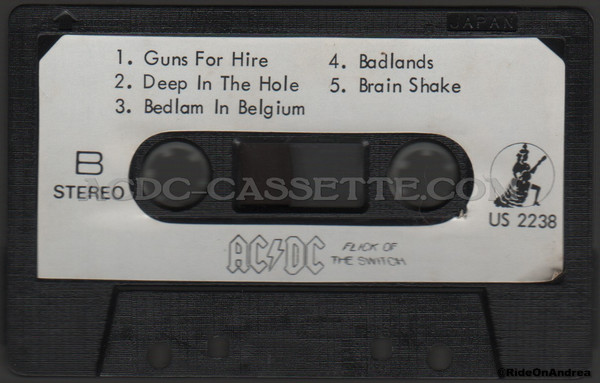 JAPAN
1. Guns For Hire
2. Deep In The Hole
3. Bedlam In Belgium
4. Badlands
5. Brain Shake
B
STEREO
ACDC-CASSETTE.COM
US 2238
AC/DC FLICK OF
THE SWITCH
©RideOnAndrea